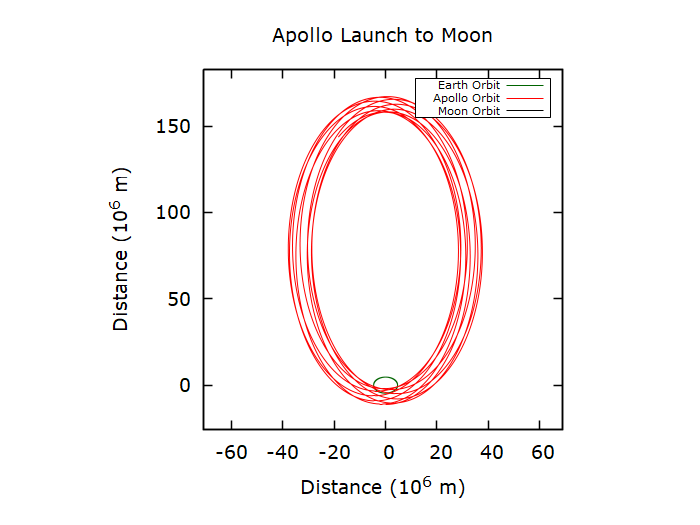 Apollo Launch to Moon
Earth Orbit
Apollo Orbit
Moon Orbit
150
100
50
0
Distance (10⁶ m)
-60 -40 -20 0 20 40 60
Distance (10⁶ m)